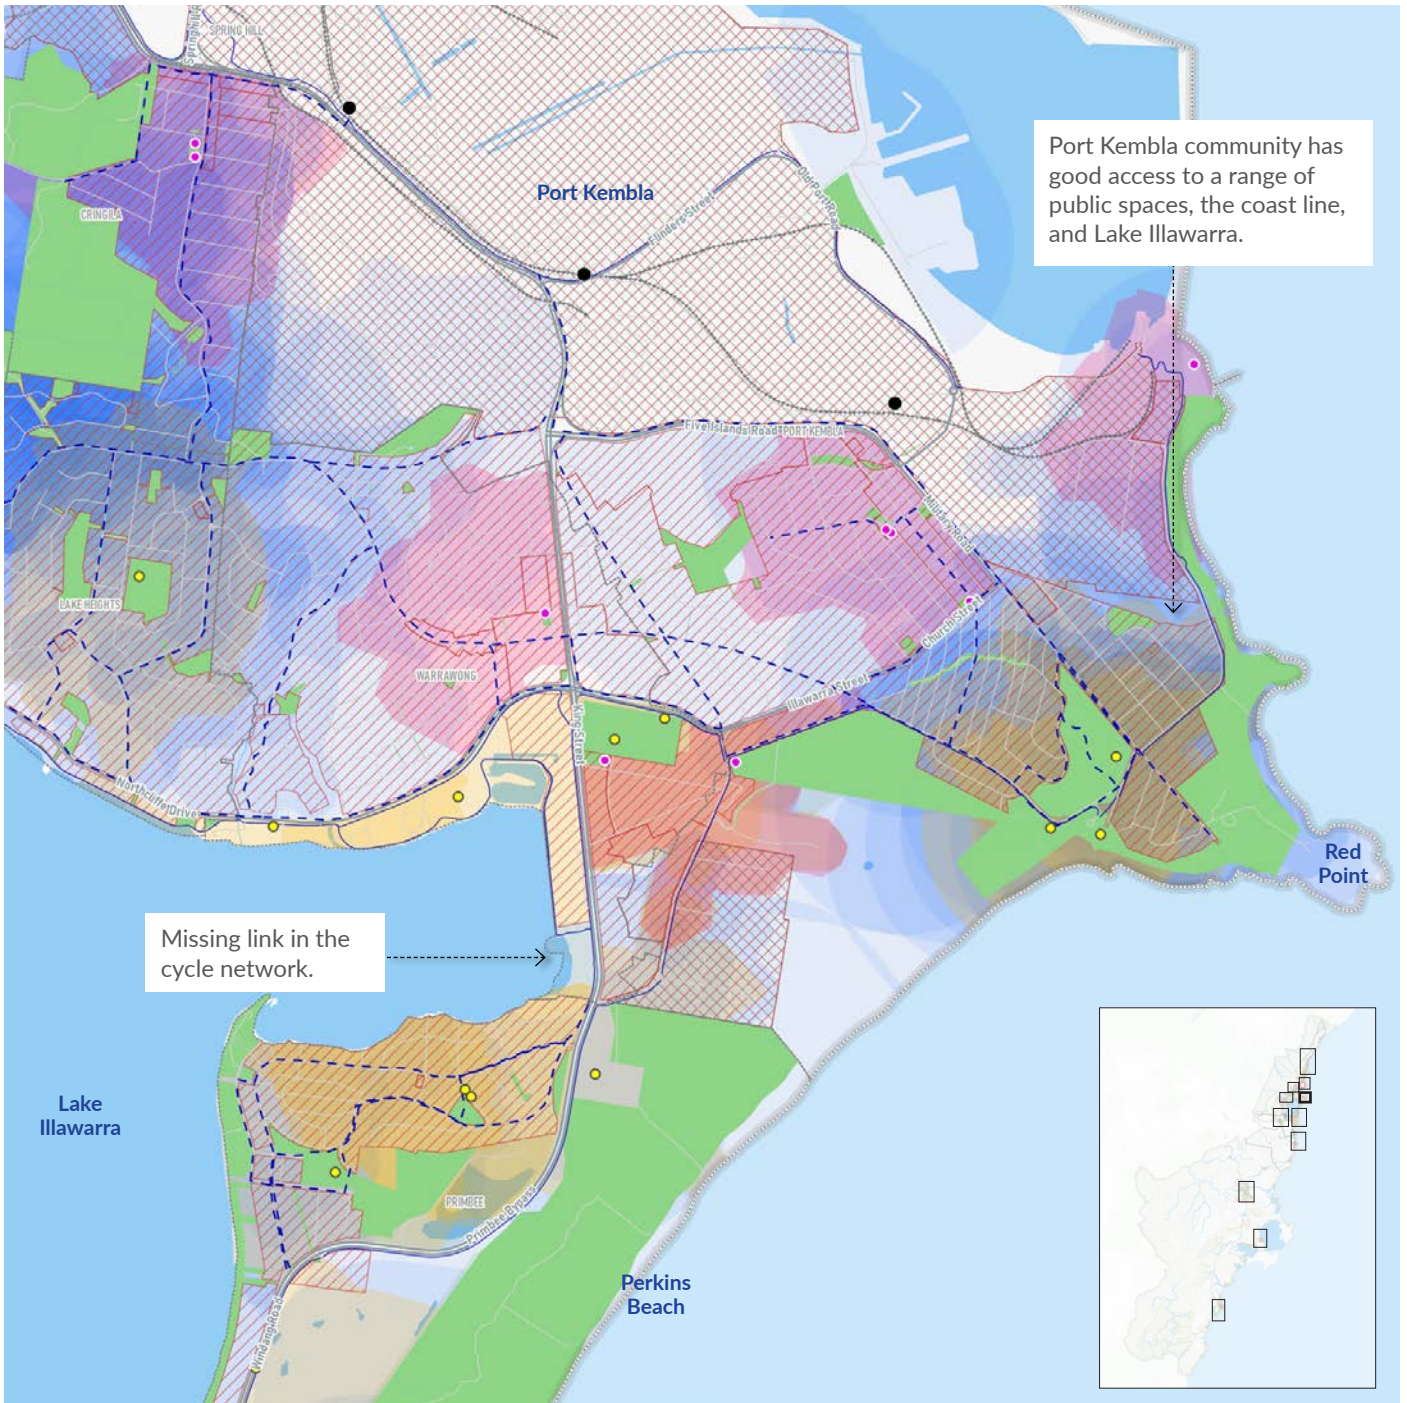 Springhill
SPRING HILL
Port Kembla community has
good access to a range of
public spaces, the coast line,
and Lake Illawarra.
Port Kembla
Old Port Road
Flinders Street
CRINGILA
Five Islands Road
PORT KEMBLA
Military Road
LAKE HEIGHTS
Church Street
WARRAWONG
Illawarra Street
King Street
Northcliffe Drive
Red
Point
Missing link in the
cycle network.
Lake
Illawarra
PRIMBEE
Primbee Bypass
Perkins
Beach
Windang Road